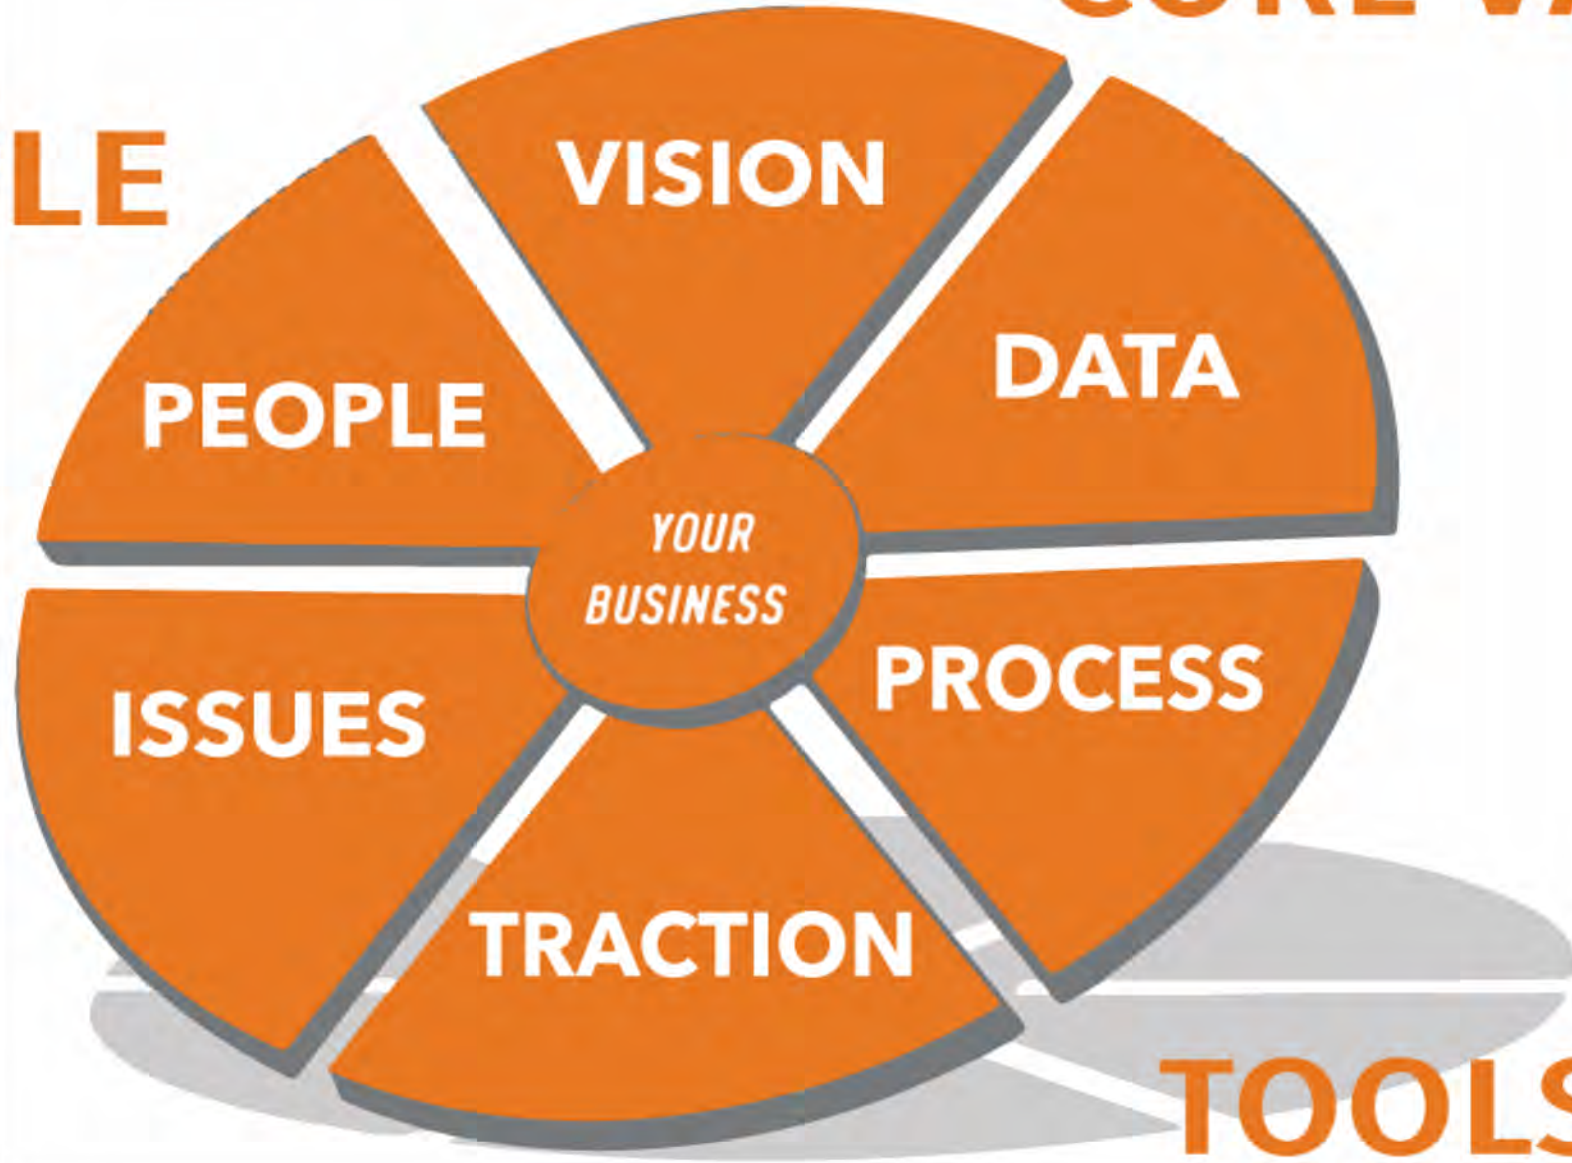 LE
VISION
DATA
PEOPLE
YOUR
BUSINESS
PROCESS
ISSUES
TRACTION
TOOLS